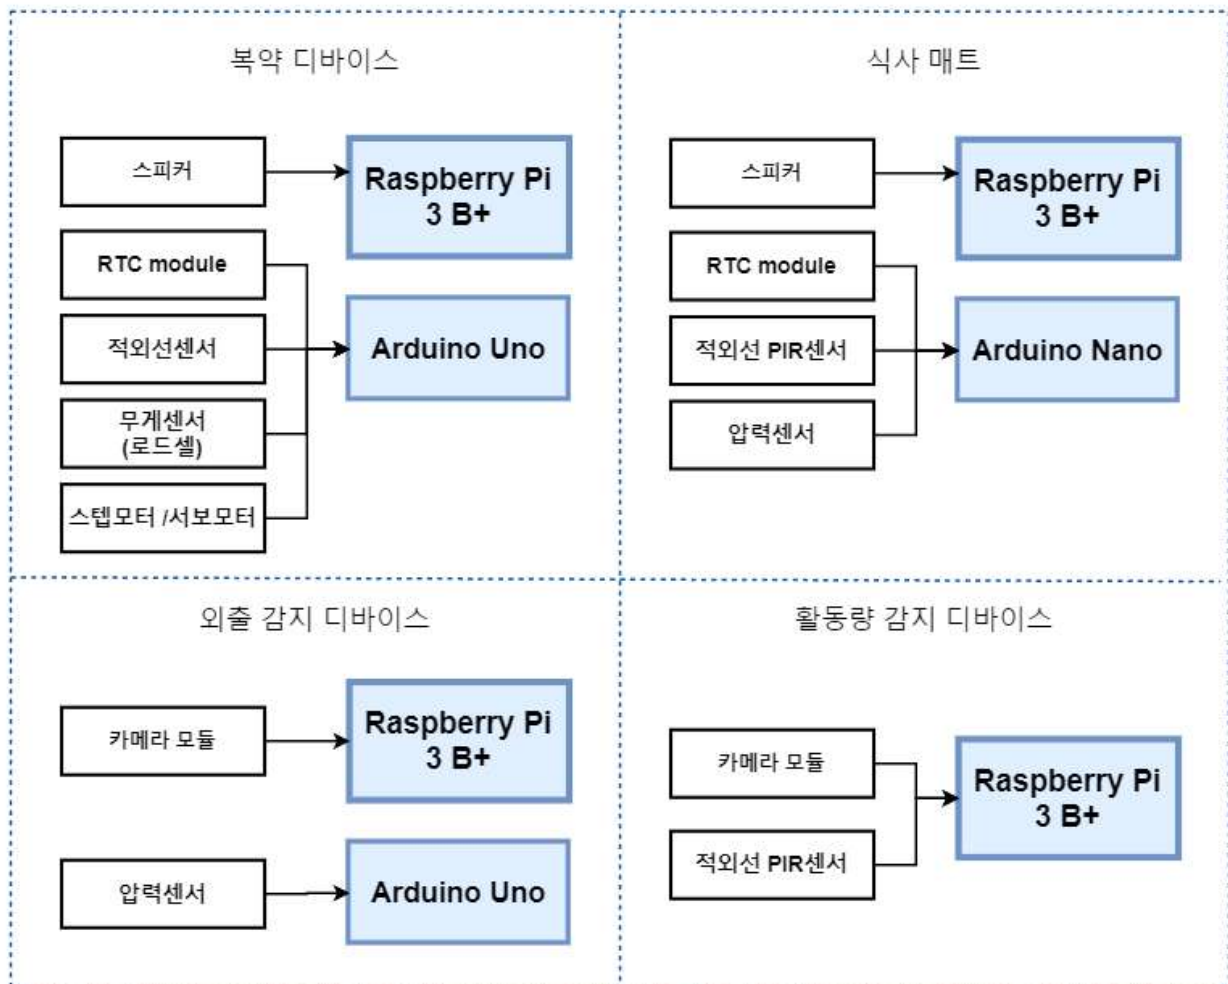 복약 디바이스
스피커
Raspberry Pi
3 B+
RTC module
적외선센서
Arduino Uno
무게센서
(로드셀)
스텝모터 /서보모터
식사 매트
스피커
Raspberry Pi
3 B+
RTC module
적외선 PIR센서
Arduino Nano
압력센서
외출 감지 디바이스
카메라 모듈
Raspberry Pi
3 B+
압력센서
Arduino Uno
활동량 감지 디바이스
카메라 모듈
Raspberry Pi
3 B+
적외선 PIR센서